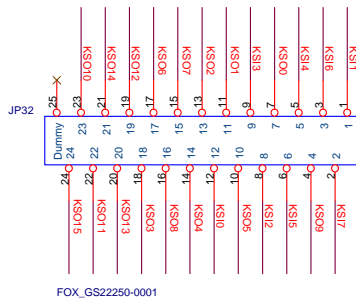 KSO10 KSO14 KSO12 KSO6 KSO7 KSO2 KSO1 KSI3 KSO0 KSI4 KSI6 KSI1
25 23 21 19 17 15 13 11 9 7 5 3 1
JP32
Dummy 23 21 19 17 15 13 11 9 7 5 3 1
24 22 20 18 16 14 12 10 8 6 4 2
24 22 20 18 16 14 12 10 8 6 4 2
KSO15 KSO11 KSO13 KSO3 KSO8 KSO4 KSI0 KSO5 KSI2 KSI5 KSO9 KSI7
FOX_GS22250-0001